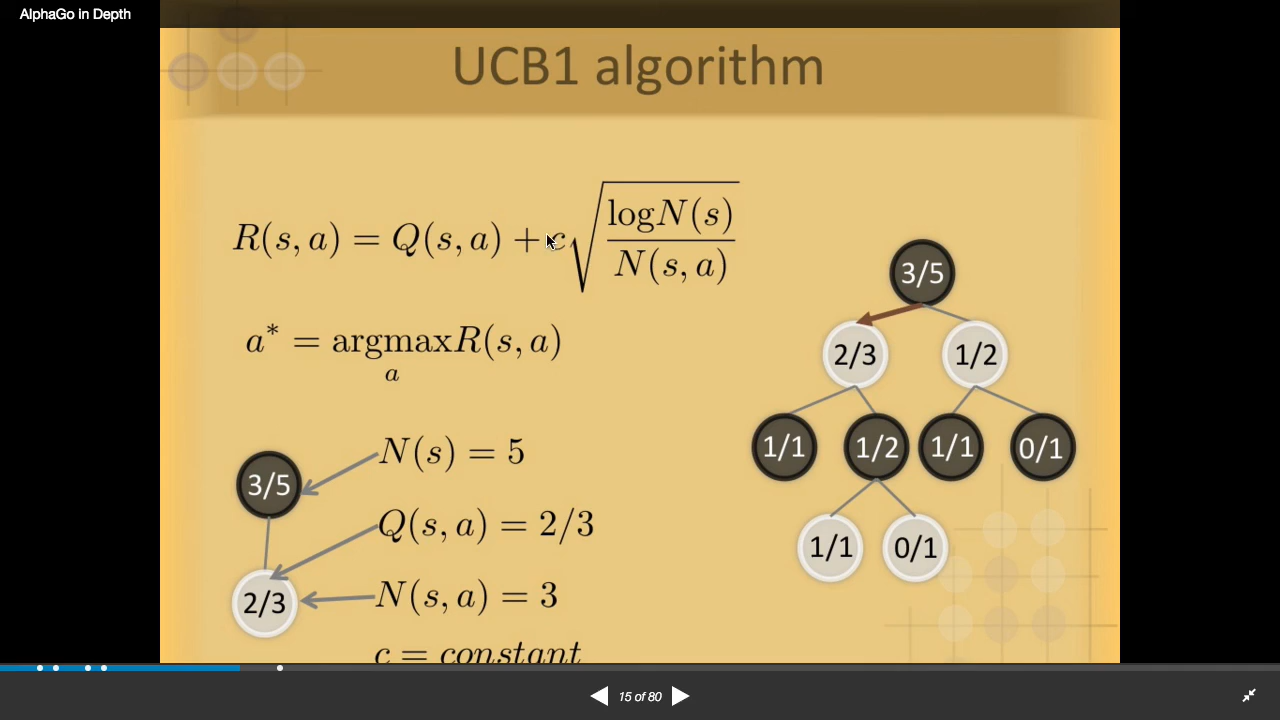 AlphaGo in Depth
UCB1 algorithm
R(s, a) = Q(s, a) + c√(logN(s) / N(s, a))
a* = argmax R(s, a)
a
N(s) = 5
3/5
Q(s, a) = 2/3
2/3
N(s, a) = 3
c = constant
3/5
2/3 1/2
1/1 1/2 1/1 0/1
1/1 0/1
15 of 80